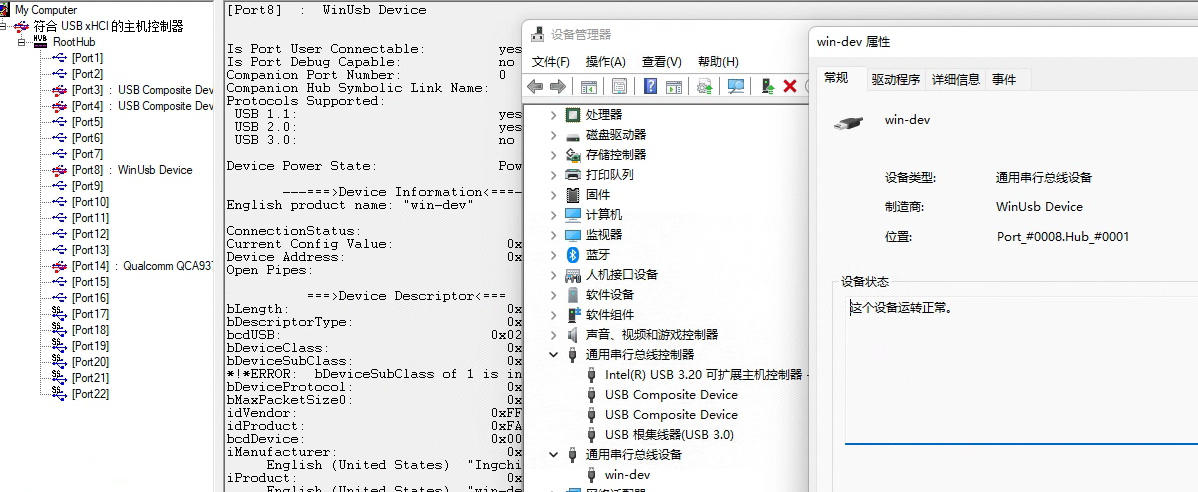 My Computer
符合 USB xHCI 的主机控制器
RootHub
[Port1]
[Port2]
[Port3] : USB Composite Dev
[Port4] : USB Composite Dev
[Port5]
[Port6]
[Port7]
[Port8] : WinUsb Device
[Port9]
[Port10]
[Port11]
[Port12]
[Port13]
[Port14] : Qualcomm QCA937
[Port15]
[Port16]
[Port17]
[Port18]
[Port19]
[Port20]
[Port21]
[Port22]
[Port8] : WinUsb Device
Is Port User Connectable: yes
Is Port Debug Capable: no
Companion Port Number: 0
Companion Hub Symbolic Link Name:
Protocols Supported:
USB 1.1: yes
USB 2.0: yes
USB 3.0: no
Device Power State: Pow
---===>Device Information<===-
English product name: "win-dev"
ConnectionStatus:
Current Config Value: 0x
Device Address: 0x
Open Pipes:
===>Device Descriptor<===
bLength: 0x
bDescriptorType: 0x
bcdUSB: 0x02
bDeviceClass: 0x
bDeviceSubClass: 0x
*!*ERROR: bDeviceSubClass of 1 is in
bDeviceProtocol: 0x
bMaxPacketSize0: 0x
idVendor: 0xFF
idProduct: 0xFA
bcdDevice: 0x00
iManufacturer: 0x
English (United States) "Ingchi
iProduct: 0x
English (United States) "win-de
设备管理器
文件(F) 操作(A) 查看(V) 帮助(H)
处理器
磁盘驱动器
存储控制器
打印队列
固件
计算机
监视器
蓝牙
人机接口设备
软件设备
软件组件
声音、视频和游戏控制器
通用串行总线控制器
Intel(R) USB 3.20 可扩展主机控制器 -
USB Composite Device
USB Composite Device
USB 根集线器(USB 3.0)
通用串行总线设备
win-dev
网络适配器
win-dev 属性
常规 驱动程序 详细信息 事件
win-dev
设备类型: 通用串行总线设备
制造商: WinUsb Device
位置: Port_#0008.Hub_#0001
设备状态
这个设备运转正常。